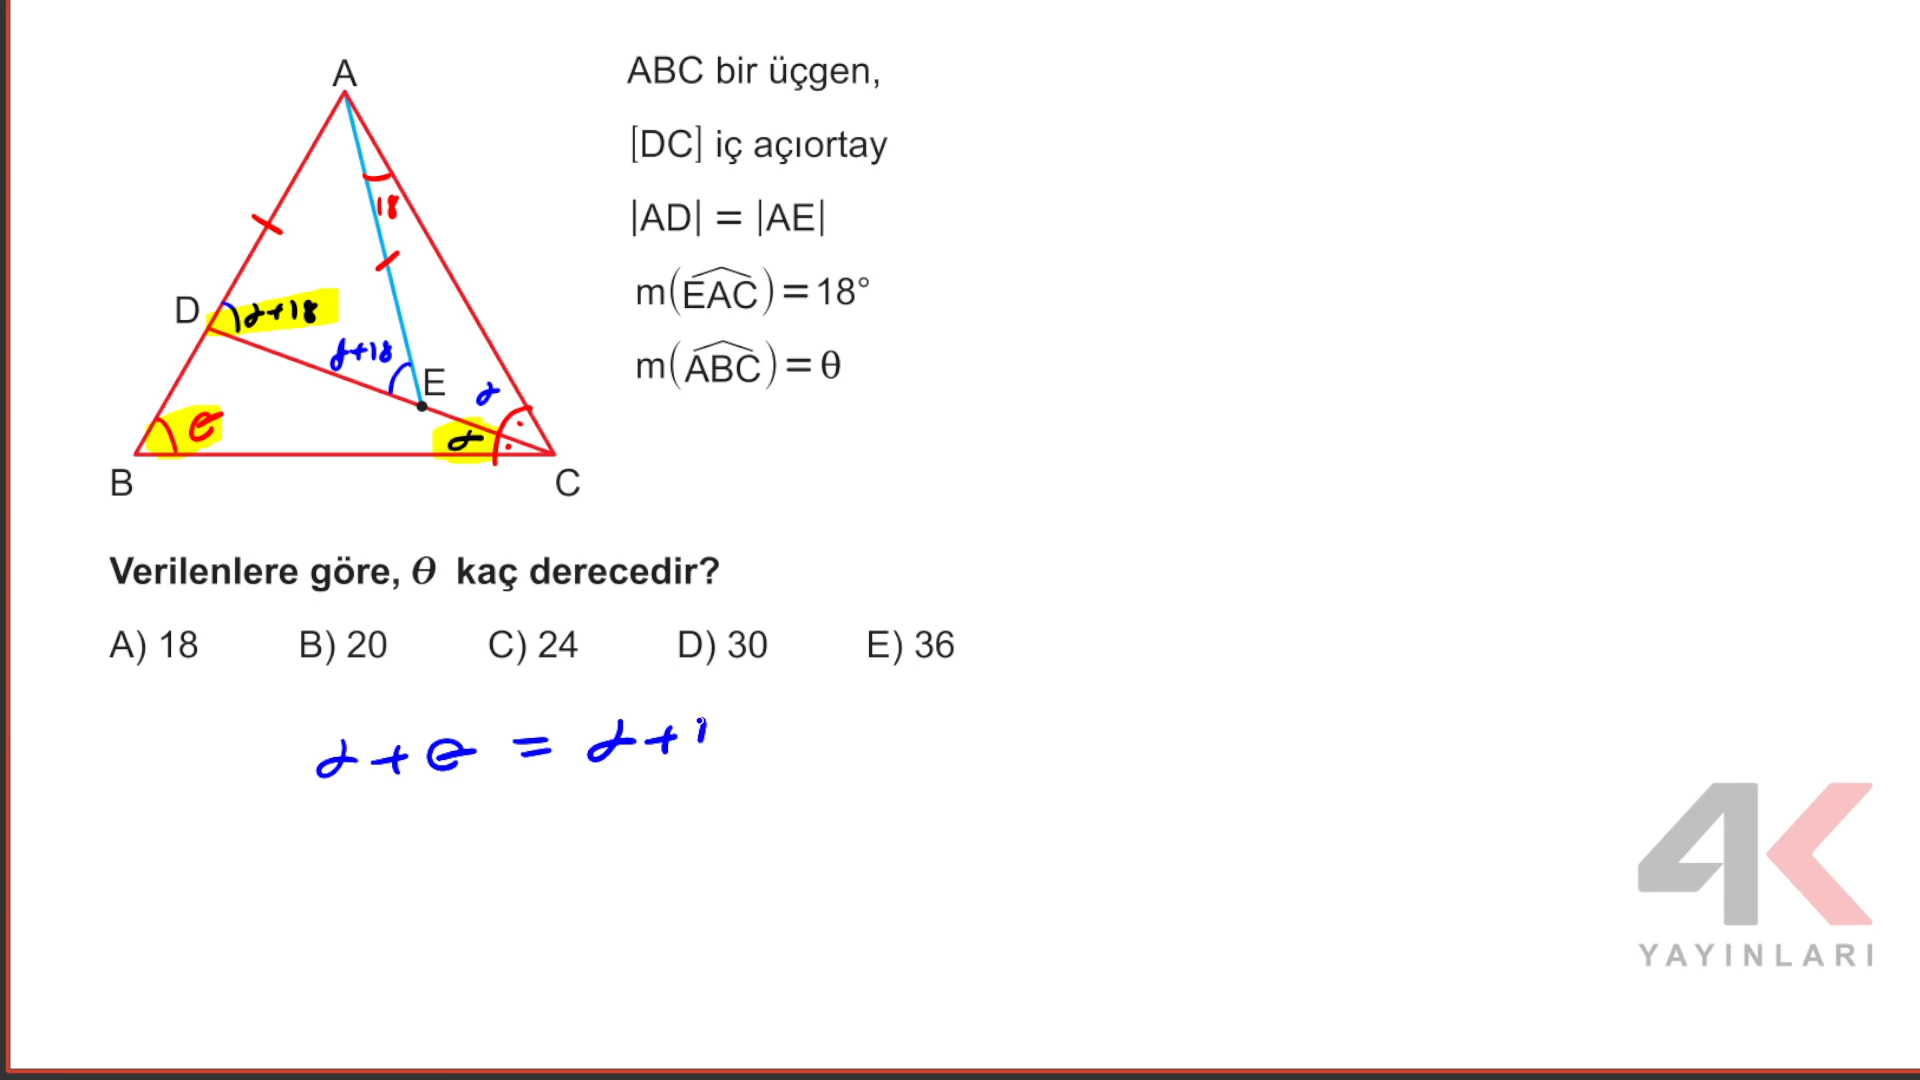 A
ABC bir üçgen,
[DC] iç açıortay
|AD| = |AE|
m(EAC) = 18°
m(ABC) = θ
18
D
α+18
α+18
E
α
θ
α
B
C
Verilenlere göre, θ kaç derecedir?
A) 18 B) 20 C) 24 D) 30 E) 36
α + θ = α + 1
4K
YAYINLARI